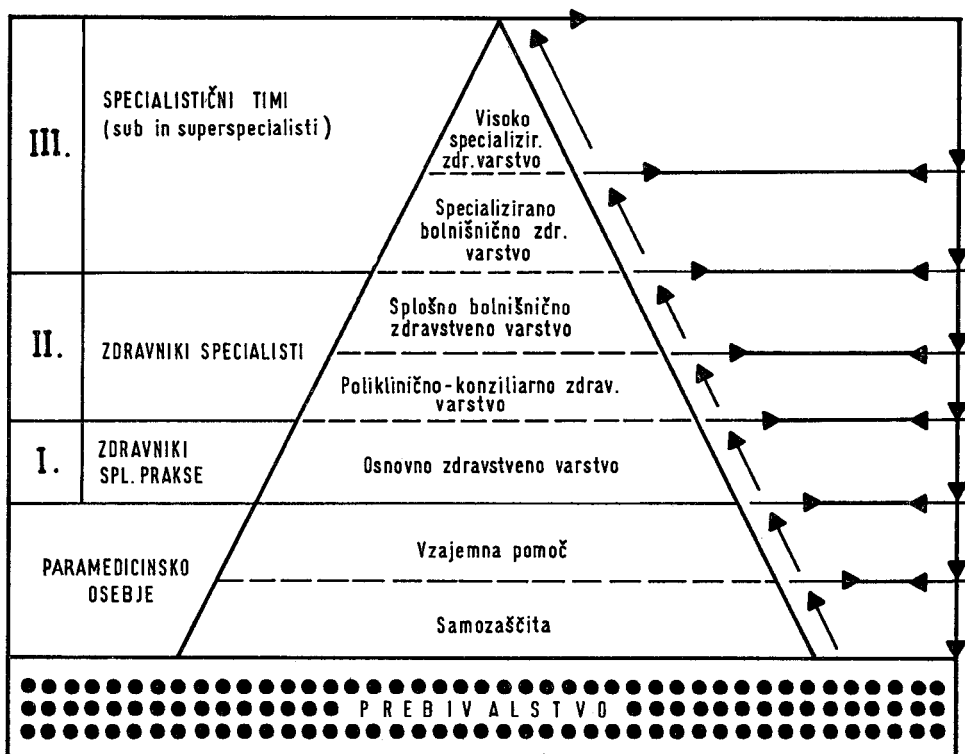 III.
SPECIALISTIČNI TIMI
(sub in superspecialisti)
Visoko
specializir.
zdr.varstvo
Specializirano
bolnišnično zdr.
varstvo
II.
ZDRAVNIKI SPECIALISTI
Splošno bolnišnično
zdravstveno varstvo
Poliklinično-konziliarno zdrav.
varstvo
I.
ZDRAVNIKI
SPL. PRAKSE
Osnovno zdravstveno varstvo
PARAMEDICINSKO
OSEBJE
Vzajemna pomoč
Samozaščita
PREBIVALSTVO